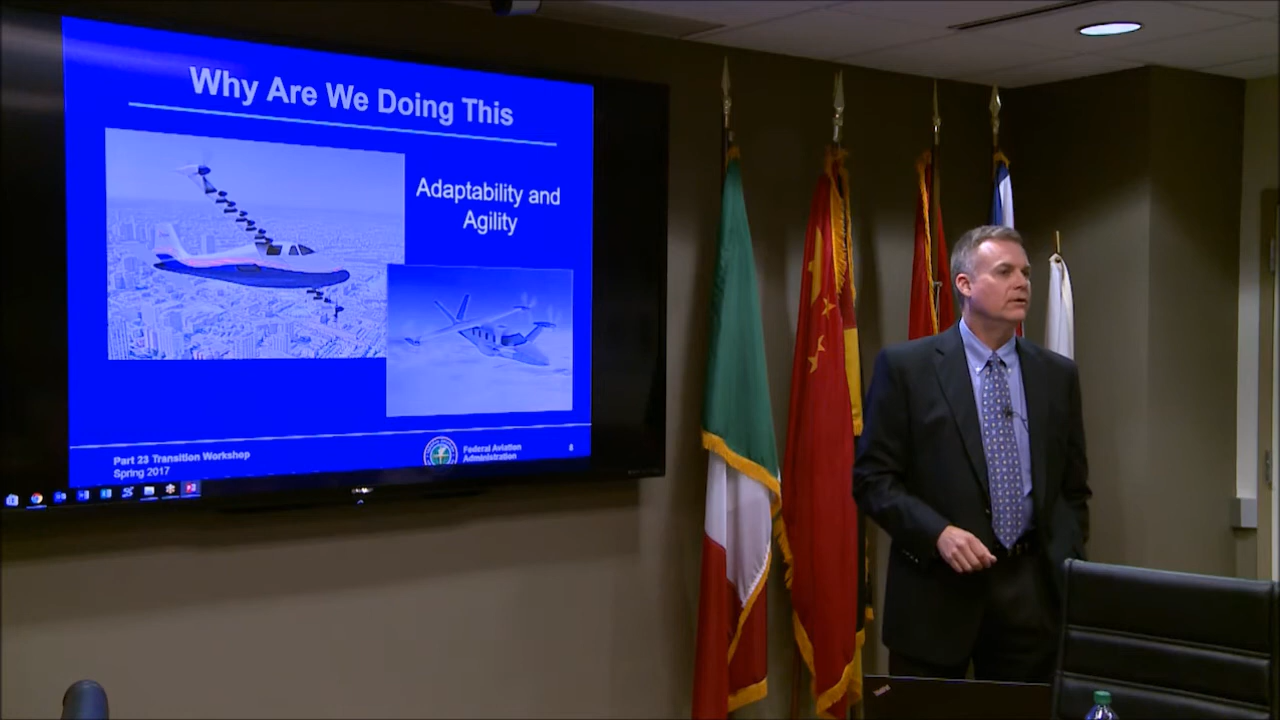 Why Are We Doing This
Adaptability and
Agility
Part 23 Transition Workshop
Spring 2017
Federal Aviation
Administration
8